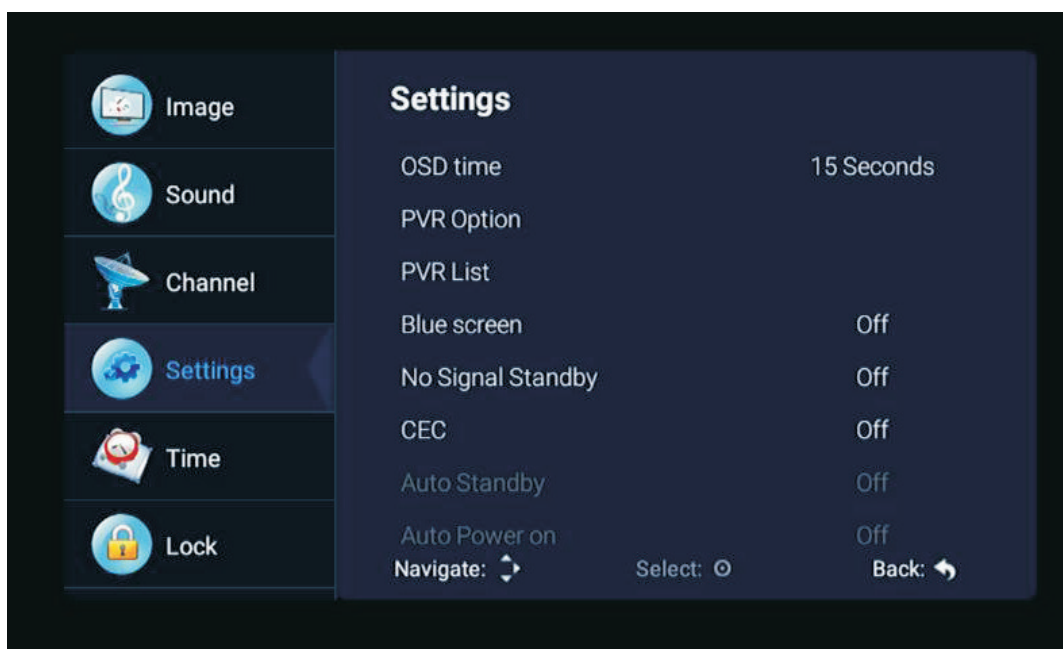 Image
Sound
Channel
Settings
Time
Lock
Settings
OSD time 15 Seconds
PVR Option
PVR List
Blue screen Off
No Signal Standby Off
CEC Off
Auto Standby Off
Auto Power on Off
Navigate: Select: Back: